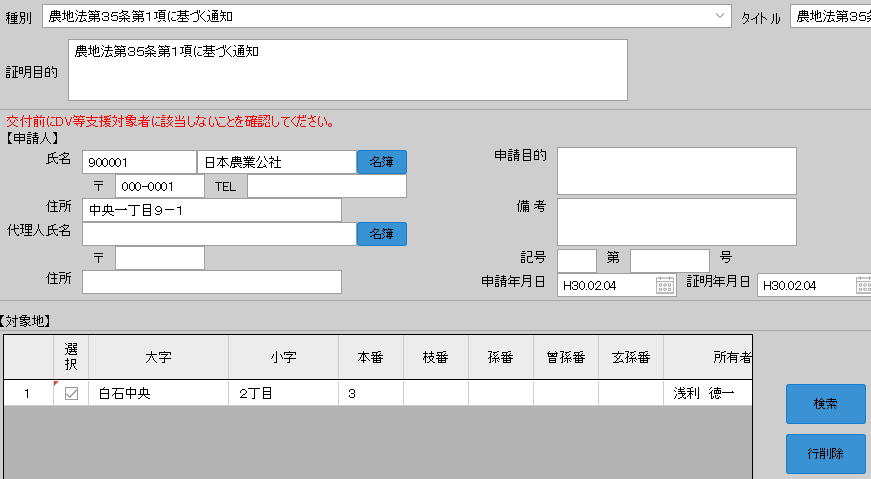 種別 農地法第35条第1項に基づく通知 タイトル 農地法第35条
証明目的 農地法第35条第1項に基づく通知
交付前にDV等支援対象者に該当しないことを確認してください。
【申請人】
氏名 900001 日本農業公社 名簿 申請目的
〒 000-0001 TEL
住所 中央一丁目9-1 備考
代理人氏名 名簿
〒 記号 第 号
住所 申請年月日 H30.02.04 証明年月日 H30.02.04
【対象地】
選択 大字 小字 本番 枝番 孫番 曾孫番 玄孫番 所有者
1 白石中央 2丁目 3 浅利 徳一
検索
行削除